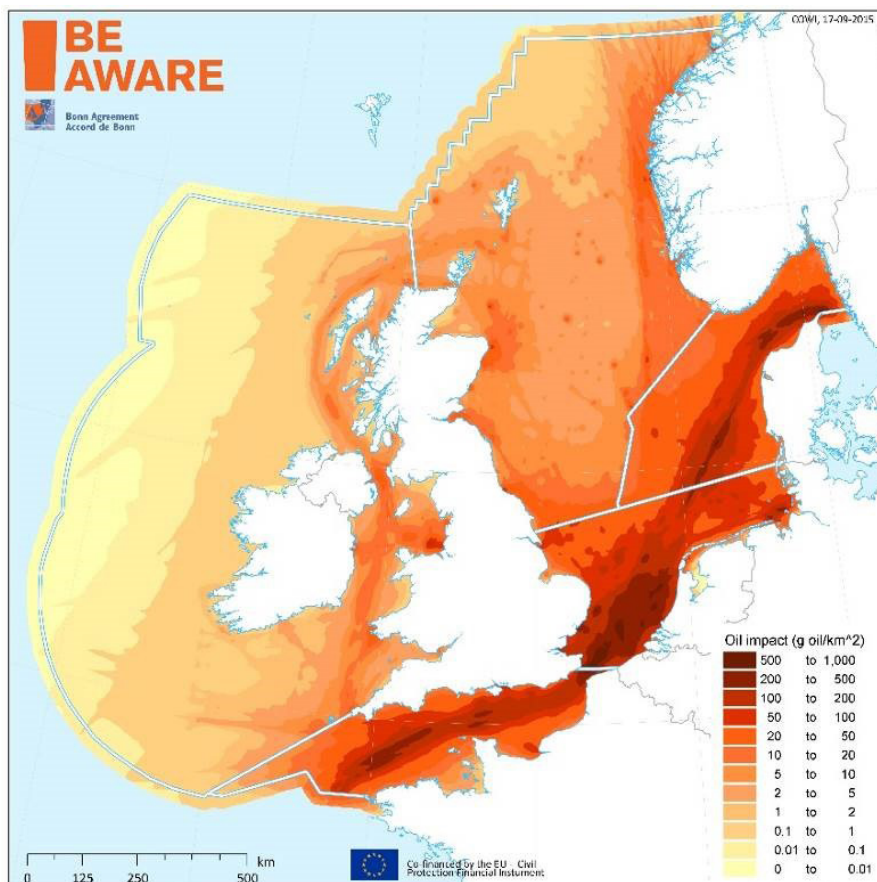 COWI, 17-09-2015
BE
AWARE
Bonn Agreement
Accord de Bonn
Oil impact (g oil/km^2)
500 to 1,000
200 to 500
100 to 200
50 to 100
20 to 50
10 to 20
5 to 10
2 to 5
1 to 2
0.1 to 1
0.01 to 0.1
0 to 0.01
km
0 125 250 500
Co-financed by the EU - Civil
Protection Financial Instument